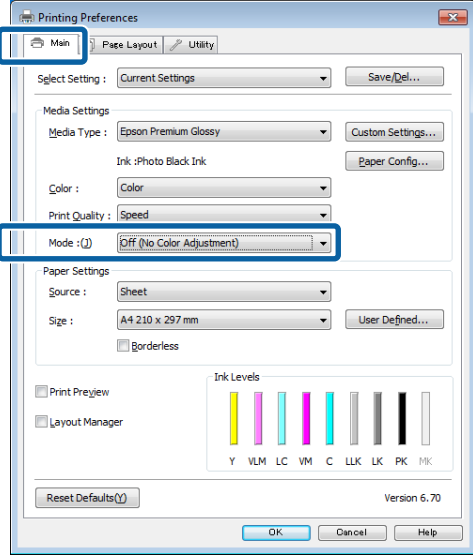 Printing Preferences
Main Page Layout Utility
Select Setting : Current Settings Save/Del...
Media Settings
Media Type : Epson Premium Glossy Custom Settings...
Ink :Photo Black Ink Paper Config...
Color : Color
Print Quality : Speed
Mode :(J) Off (No Color Adjustment)
Paper Settings
Source : Sheet
Size : A4 210 x 297 mm User Defined...
Borderless
Ink Levels
Print Preview
Layout Manager
Y VLM LC VM C LLK LK PK MK
Reset Defaults(Y) Version 6.70
OK Cancel Help